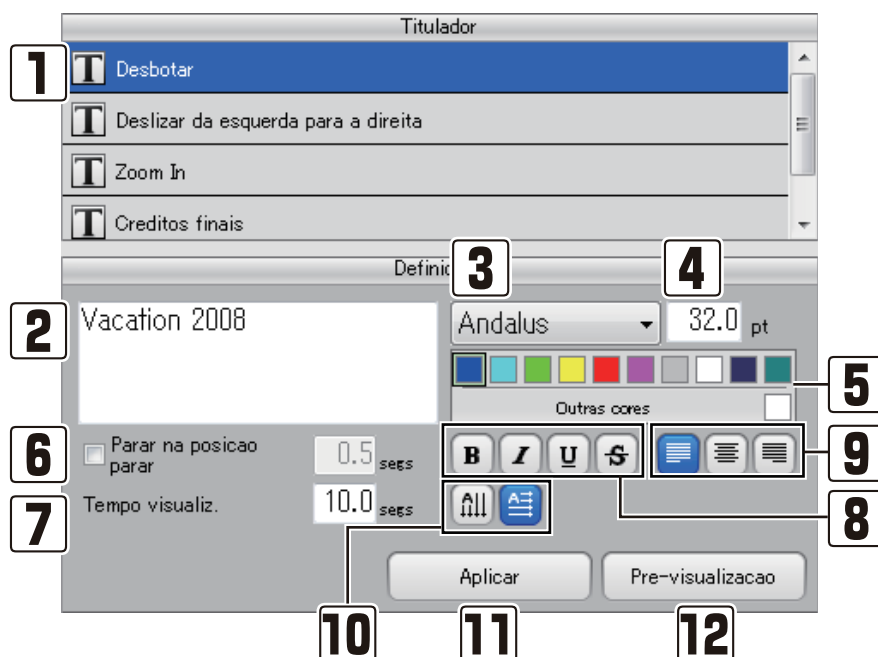 Titulador
1
T Desbotar
T Deslizar da esquerda para a direita
T Zoom In
T Creditos finais
3
4
2
Vacation 2008
Andalus
32.0 pt
5
Outras cores
6
Parar na posicao
parar
0.5 segs
B I U S
9
7
Tempo visualiz.
10.0 segs
A A
8
Aplicar
Pre-visualizacao
10
11
12